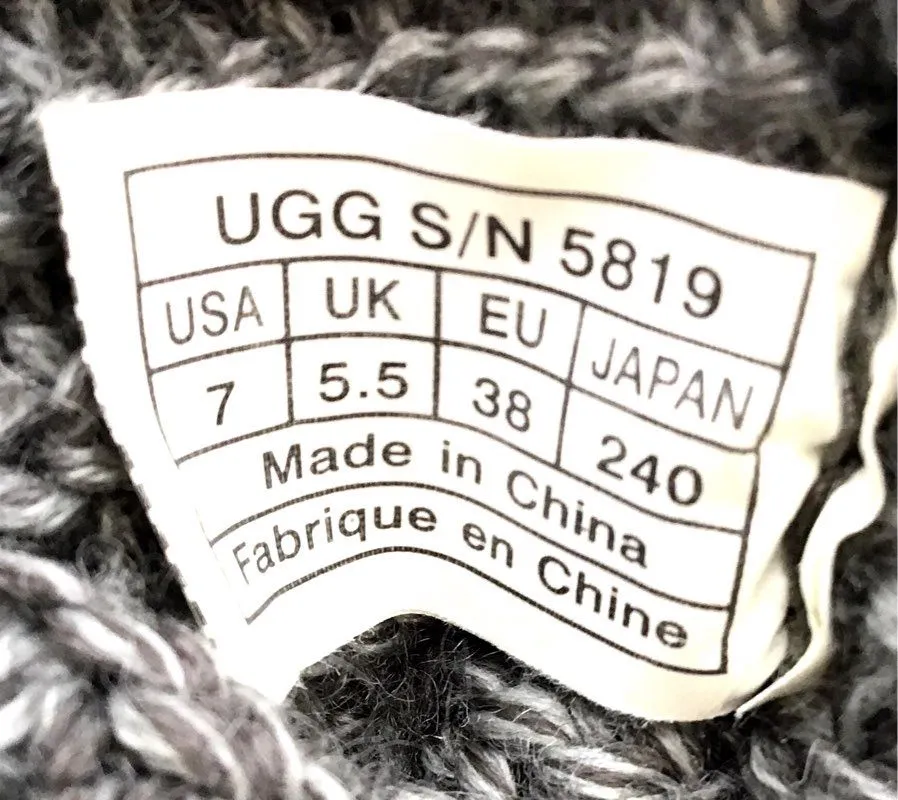 UGG S/N 5819
USA UK EU JAPAN
7 5.5 38 240
Made in China
Fabrique en Chine